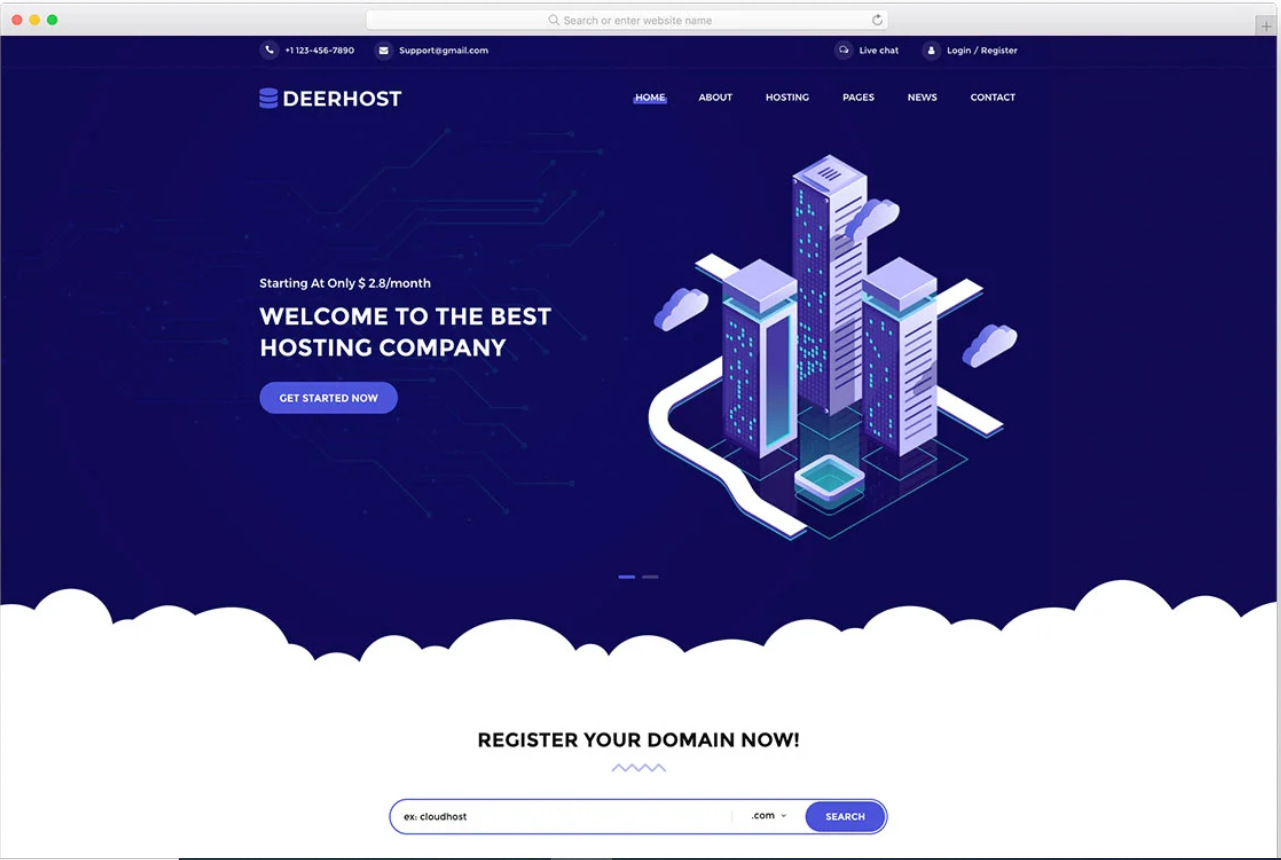 Search or enter website name
+1 123-456-7890 Support@gmail.com Live chat Login / Register
DEERHOST HOME ABOUT HOSTING PAGES NEWS CONTACT
Starting At Only $ 2.8/month
WELCOME TO THE BEST
HOSTING COMPANY
GET STARTED NOW
REGISTER YOUR DOMAIN NOW!
ex: cloudhost .com SEARCH